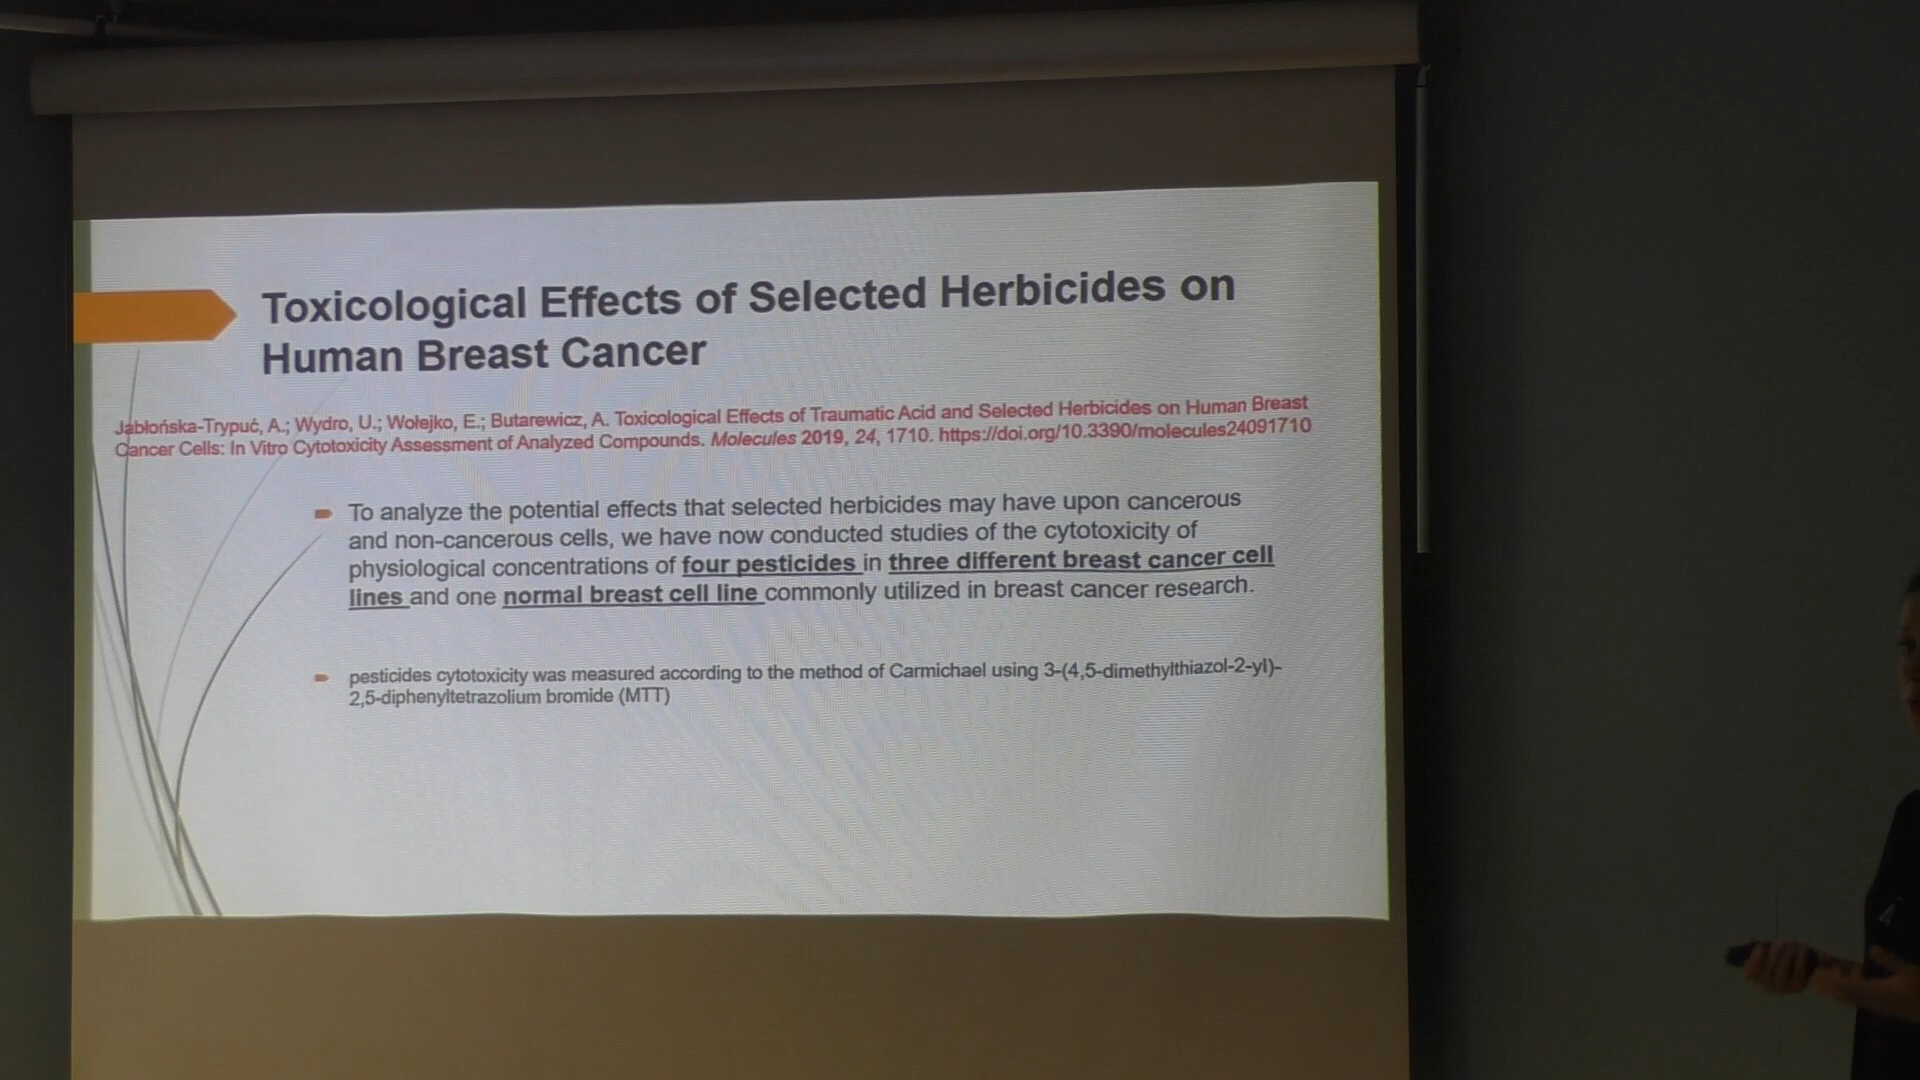 Toxicological Effects of Selected Herbicides on
Human Breast Cancer
Jabłońska-Trypuć, A.; Wydro, U.; Wołejko, E.; Butarewicz, A. Toxicological Effects of Traumatic Acid and Selected Herbicides on Human Breast
Cancer Cells: In Vitro Cytotoxicity Assessment of Analyzed Compounds. Molecules 2019, 24, 1710. https://doi.org/10.3390/molecules24091710
To analyze the potential effects that selected herbicides may have upon cancerous
and non-cancerous cells, we have now conducted studies of the cytotoxicity of
physiological concentrations of four pesticides in three different breast cancer cell
lines and one normal breast cell line commonly utilized in breast cancer research.
pesticides cytotoxicity was measured according to the method of Carmichael using 3-(4,5-dimethylthiazol-2-yl)-
2,5-diphenyltetrazolium bromide (MTT)